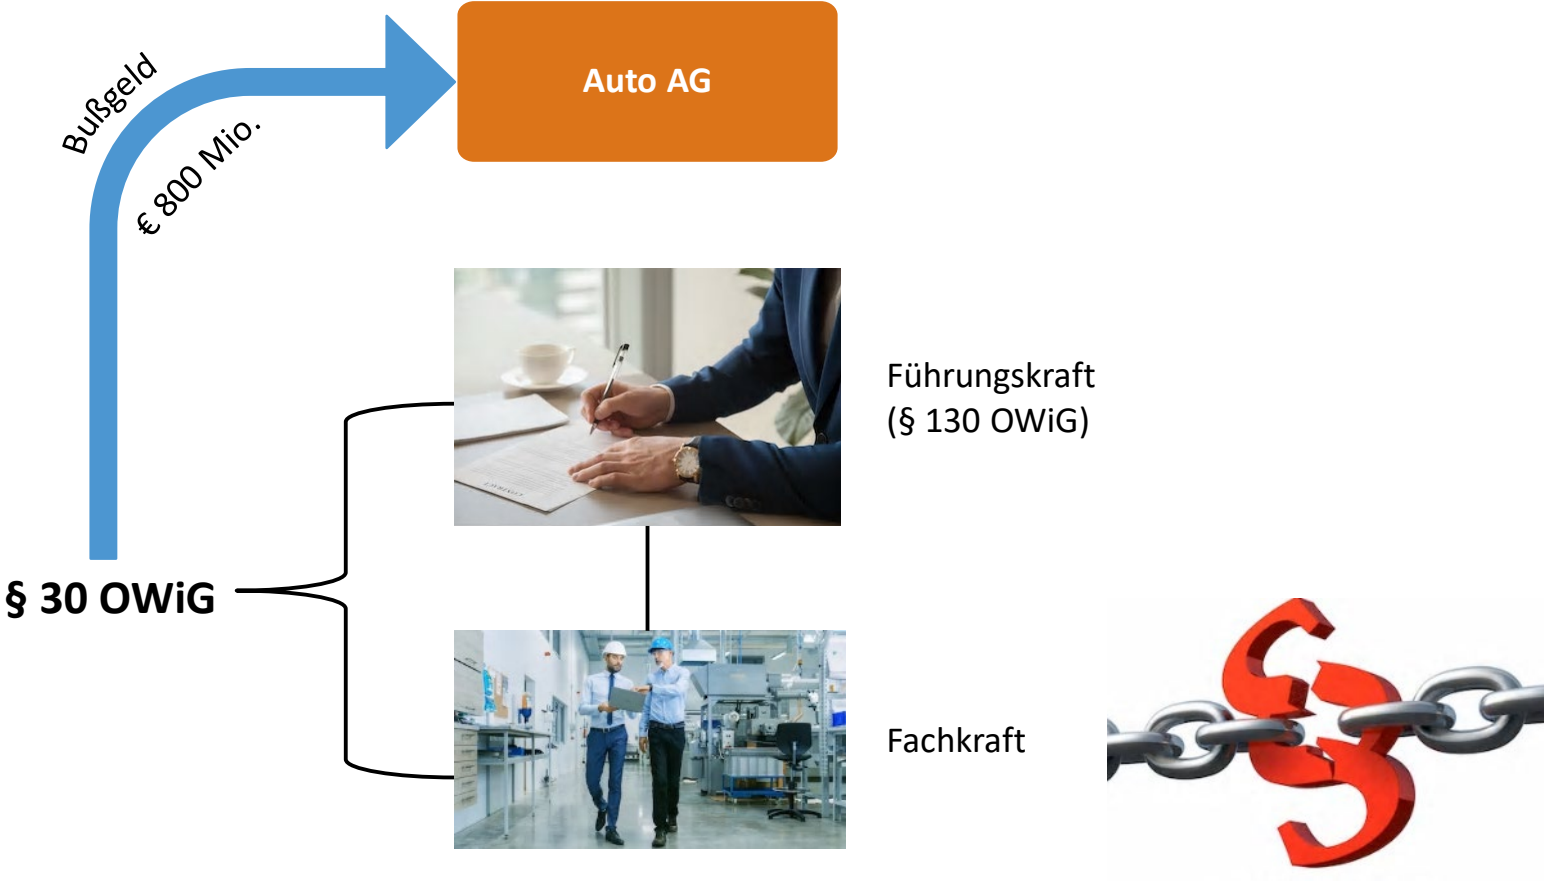 Bußgeld
€ 800 Mio.
Auto AG
Führungskraft
(§ 130 OWiG)
§ 30 OWiG
Fachkraft